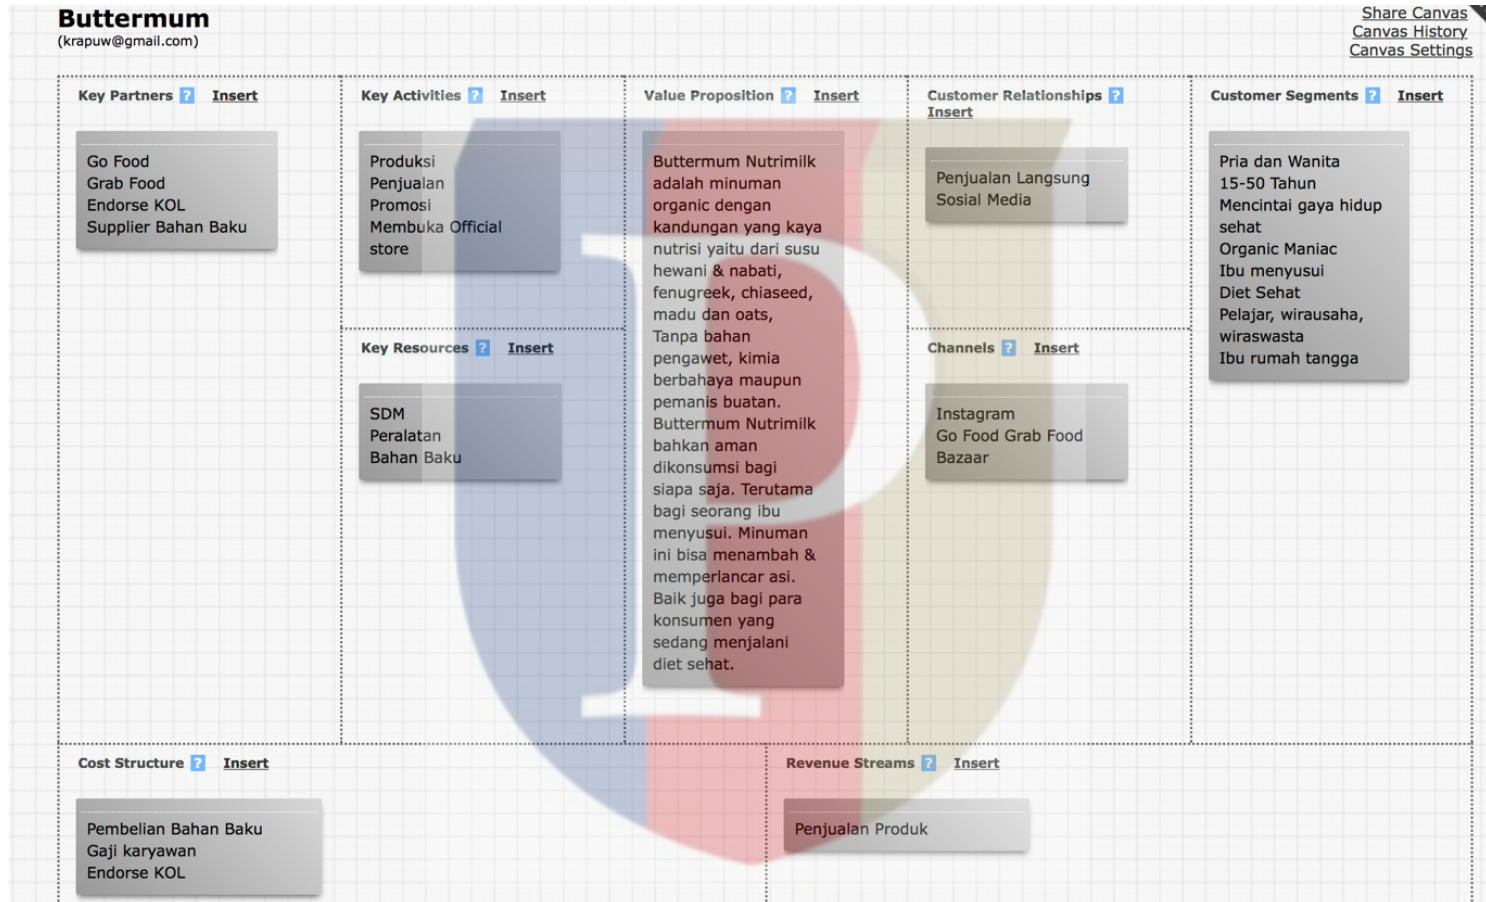 Buttermum
(krapuw@gmail.com)
Share Canvas
Canvas History
Canvas Settings
Key Partners ? Insert
Go Food
Grab Food
Endorse KOL
Supplier Bahan Baku
Key Activities ? Insert
Produksi
Penjualan
Promosi
Membuka Official
store
Key Resources ? Insert
SDM
Peralatan
Bahan Baku
Value Proposition ? Insert
Buttermum Nutrimilk
adalah minuman
organic dengan
kandungan yang kaya
nutrisi yaitu dari susu
hewani & nabati,
fenugreek, chiaseed,
madu dan oats,
Tanpa bahan
pengawet, kimia
berbahaya maupun
pemanis buatan.
Buttermum Nutrimilk
bahkan aman
dikonsumsi bagi
siapa saja. Terutama
bagi seorang ibu
menyusui. Minuman
ini bisa menambah &
memperlancar asi.
Baik juga bagi para
konsumen yang
sedang menjalani
diet sehat.
Customer Relationships ?
Insert
Penjualan Langsung
Sosial Media
Channels ? Insert
Instagram
Go Food Grab Food
Bazaar
Customer Segments ? Insert
Pria dan Wanita
15-50 Tahun
Mencintai gaya hidup
sehat
Organic Maniac
Ibu menyusui
Diet Sehat
Pelajar, wirausaha,
wiraswasta
Ibu rumah tangga
Cost Structure ? Insert
Pembelian Bahan Baku
Gaji karyawan
Endorse KOL
Revenue Streams ? Insert
Penjualan Produk
P